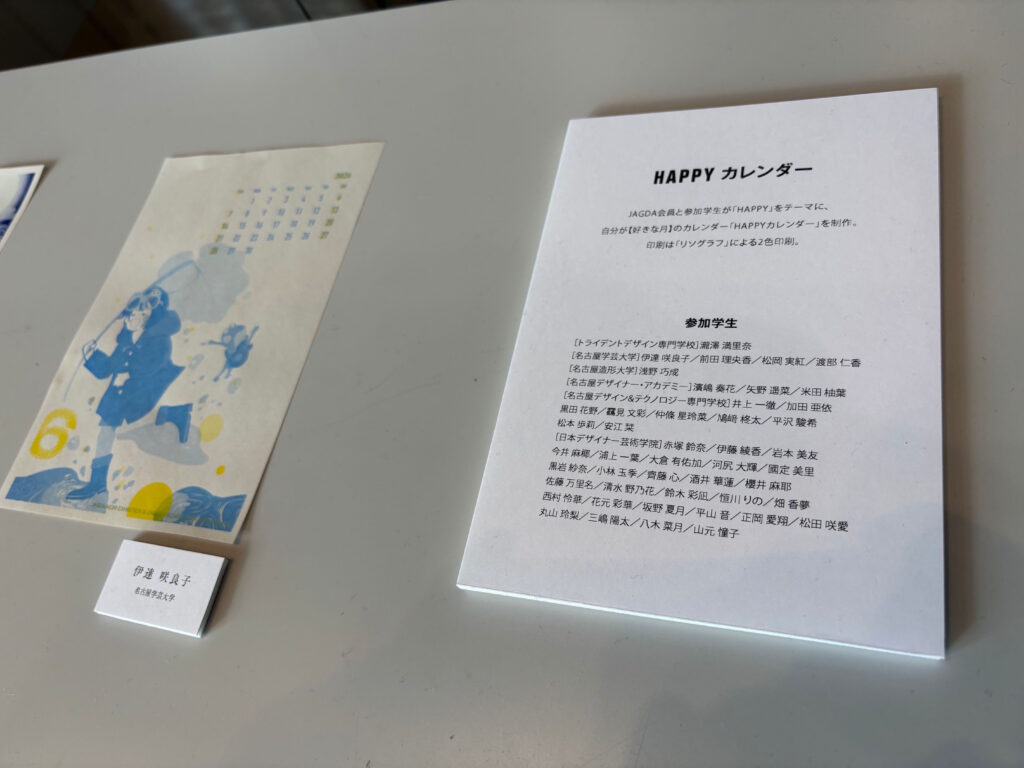 2026
6
伊達 咲良子
名古屋学芸大学
HAPPY カレンダー
JAGDA会員と参加学生が「HAPPY」をテーマに、
自分が【好きな月】のカレンダー「HAPPYカレンダー」を制作。
印刷は「リソグラフ」による2色印刷。
参加学生
[トライデントデザイン専門学校]瀧澤 満里奈
[名古屋学芸大学]伊達 咲良子／前田 理央香／松岡 実紅／渡部 仁香
[名古屋造形大学]浅野 巧成
[名古屋デザイナー・アカデミー]濱嶋 奏花／矢野 遥菜／米田 柚葉
[名古屋デザイン&テクノロジー専門学校]井上 一徹／加田 亜依
黒田 花野／靍見 文彩／仲條 星玲菜／鳩﨑 柊太／平沢 駿希
松本 歩莉／安江 栞
[日本デザイナー芸術学院]赤塚 鈴奈／伊藤 綾香／岩本 美友
今井 麻椰／浦上 一葉／大倉 有佑加／河尻 大輝／國定 美里
黒岩 紗奈／小林 玉季／齊藤 心／酒井 華蓮／櫻井 麻耶
佐藤 万里名／清水 野乃花／鈴木 彩凪／恒川 りの／畑 香夢
西村 怜華／花元 彩華／坂野 夏月／平山 音／正岡 愛翔／松田 咲愛
丸山 玲梨／三嶋 陽太／八木 菜月／山元 憧子